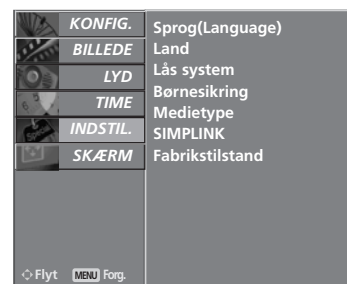 KONFIG.
BILLEDE
LYD
TIME
INDSTIL.
SKÆRM
Sprog(Language)
Land
Lås system
Børnesikring
Medietype
SIMPLINK
Fabrikstilstand
Flyt MENU Forg.